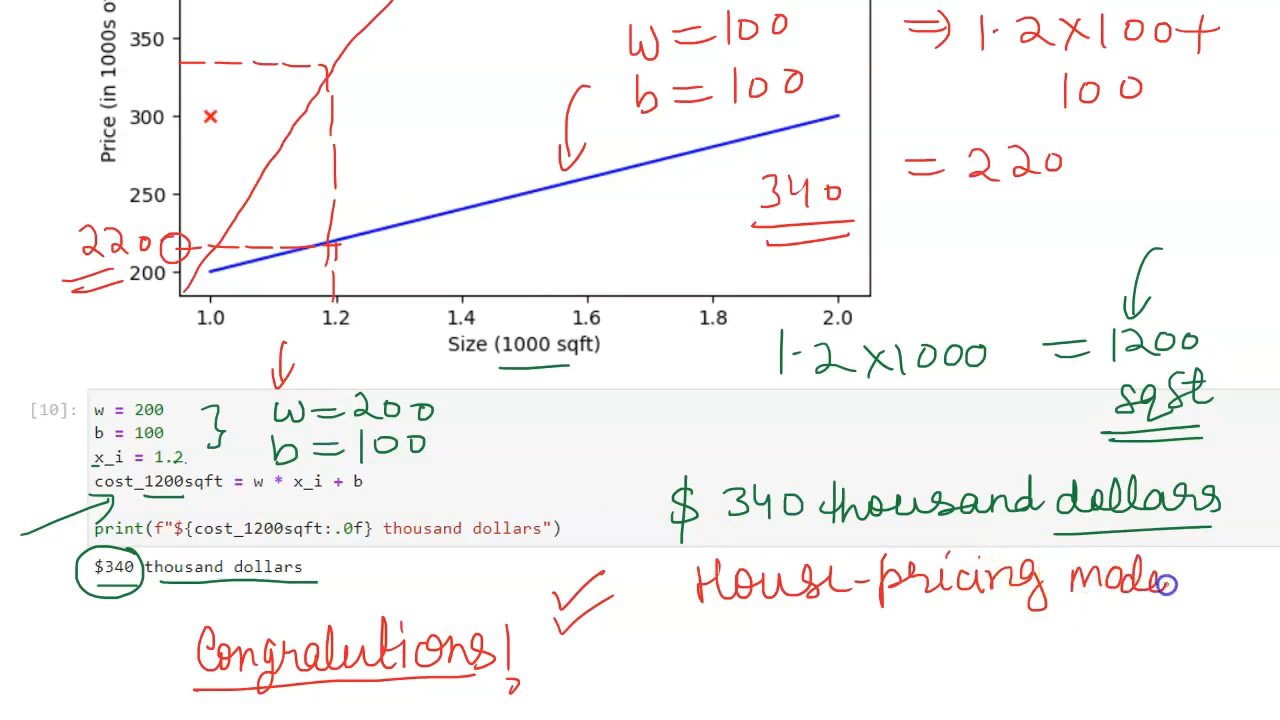 Price (in 1000s o
350
300
250
200
220
w = 100
b = 100
340
⇒ 1.2 × 100 +
100
= 220
1.0 1.2 1.4 1.6 1.8 2.0
Size (1000 sqft)
1.2 × 1000 = 1200
sqft
[10]:
w = 200
b = 100
x_i = 1.2
cost_1200sqft = w * x_i + b
print(f"${cost_1200sqft:.0f} thousand dollars")
w = 200
b = 100
$ 340 thousand dollars
$340 thousand dollars
House-pricing mode
Congralutions!